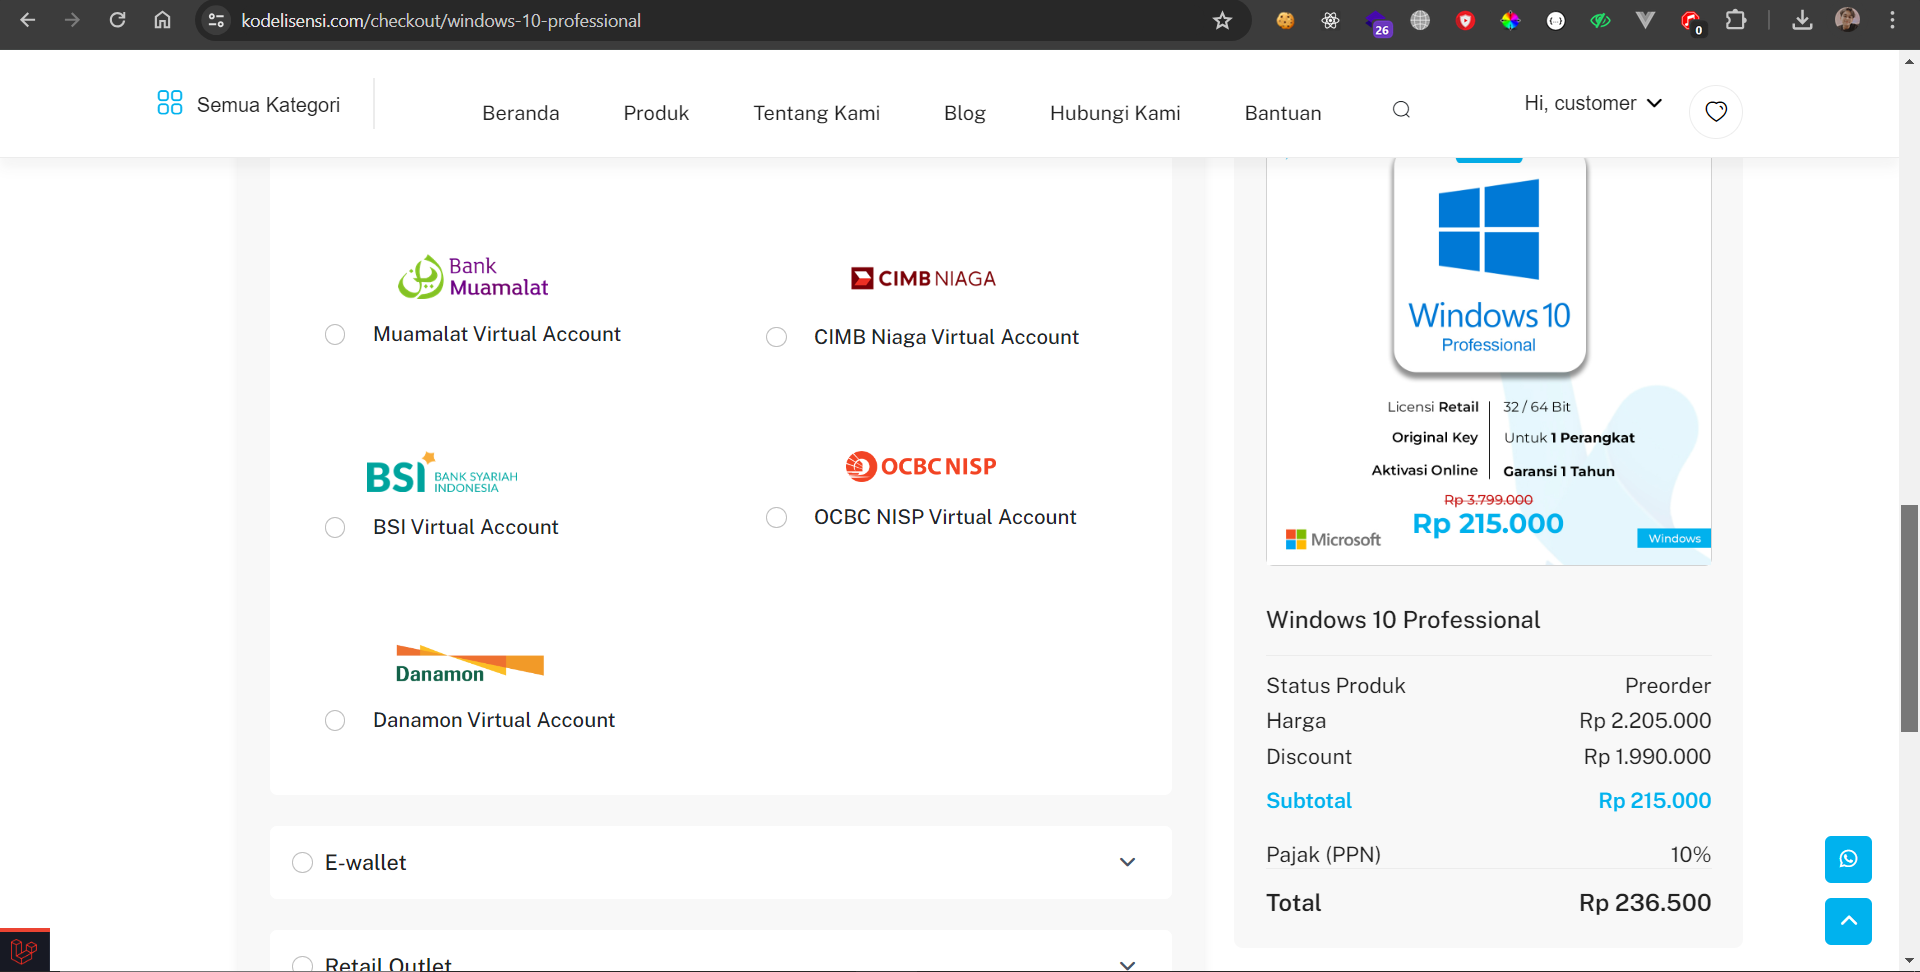 kodelisensi.com/checkout/windows-10-professional
26
0
Semua Kategori
Beranda
Produk
Tentang Kami
Blog
Hubungi Kami
Bantuan
Hi, customer
Bank
Muamalat
Muamalat Virtual Account
CIMB NIAGA
CIMB Niaga Virtual Account
BSI BANK SYARIAH
INDONESIA
BSI Virtual Account
OCBC NISP
OCBC NISP Virtual Account
Danamon
Danamon Virtual Account
E-wallet
Retail Outlet
Windows 10
Professional
Licensi Retail
32 / 64 Bit
Original Key
Untuk 1 Perangkat
Aktivasi Online
Garansi 1 Tahun
Rp 3.799.000
Rp 215.000
Microsoft
Windows
Windows 10 Professional
Status Produk Preorder
Harga Rp 2.205.000
Discount Rp 1.990.000
Subtotal Rp 215.000
Pajak (PPN) 10%
Total Rp 236.500